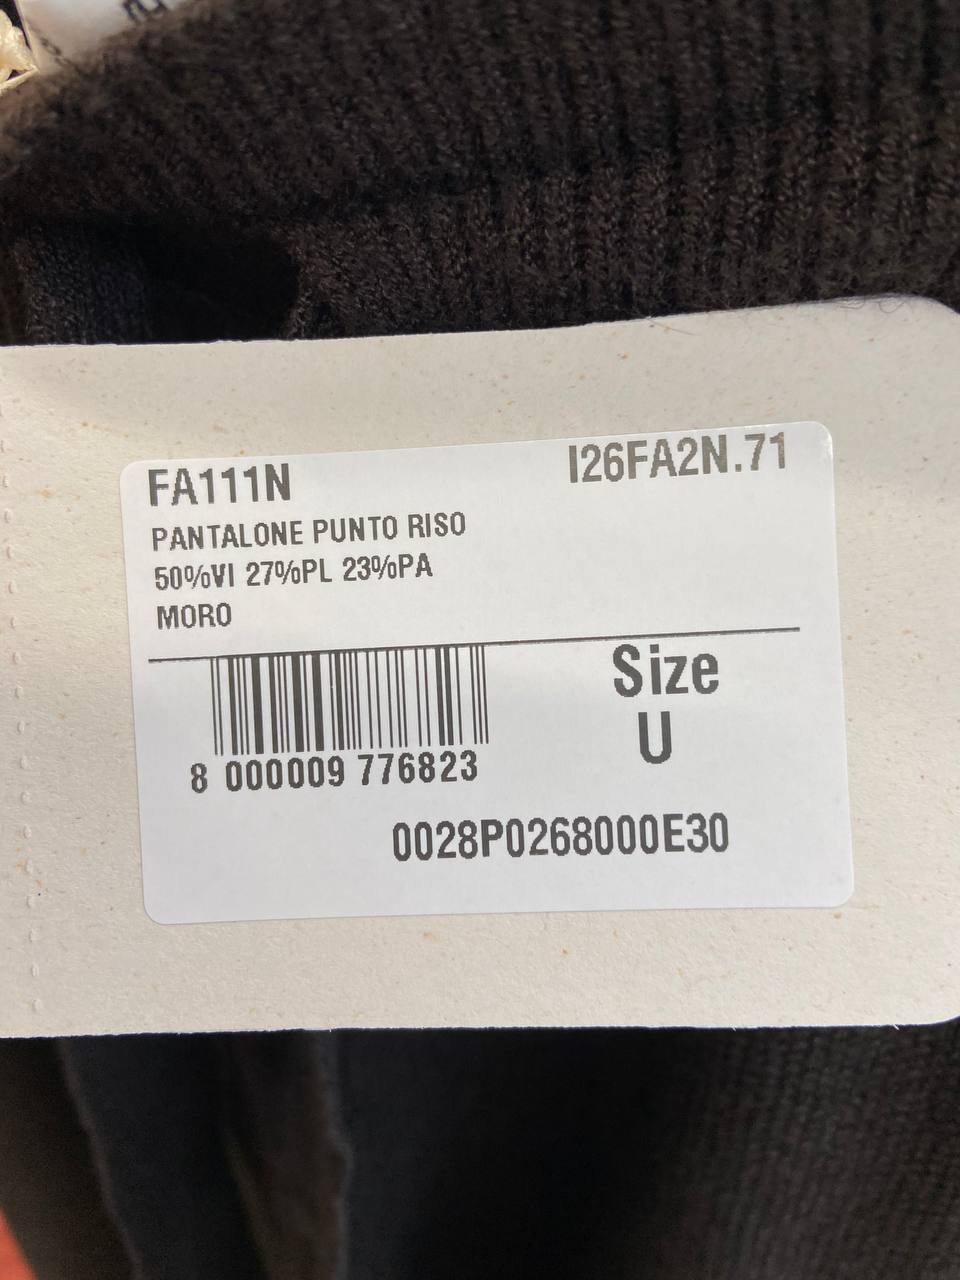 FA111N
I26FA2N.71
PANTALONE PUNTO RISO
50%VI 27%PL 23%PA
MORO
Size
U
8 000009 776823
0028P0268000E30